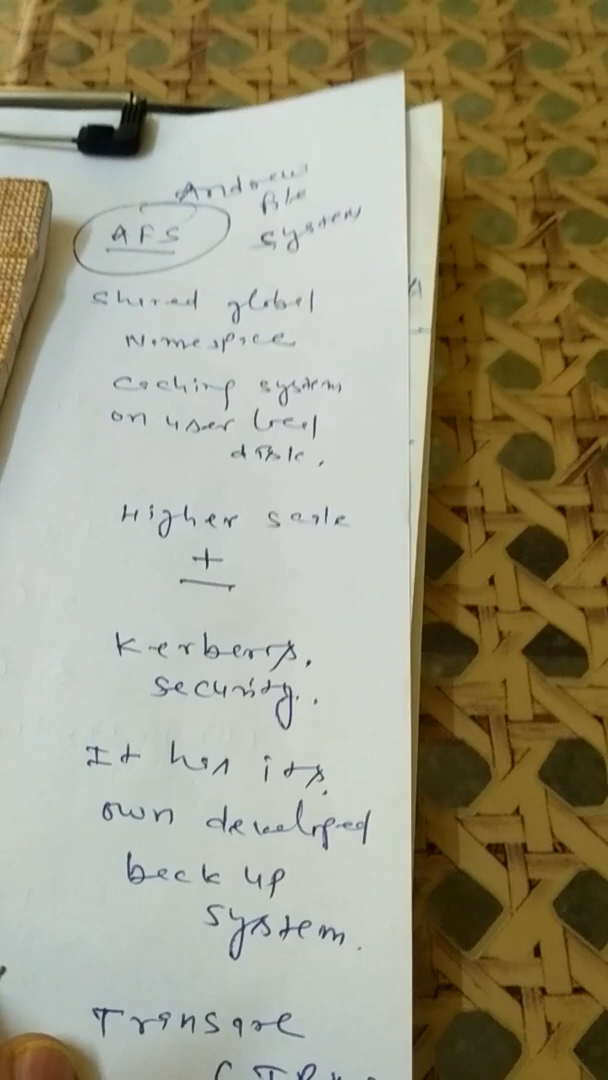 Andrew
File
System
AFS
Shared global
Namespace
Caching system
on user local
disk.
Higher scale
+
Kerberos.
security.
It has its
own developed
back up
system.
Transarc